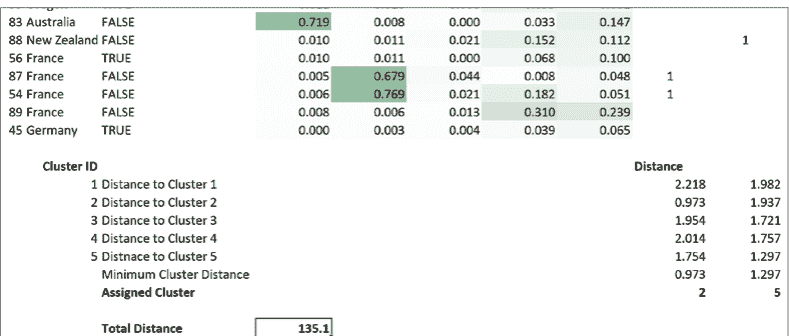 83 Australia FALSE 0.719 0.008 0.000 0.033 0.147
88 New Zealand FALSE 0.010 0.011 0.021 0.152 0.112 1
56 France TRUE 0.010 0.011 0.000 0.068 0.100
87 France FALSE 0.005 0.679 0.044 0.008 0.048 1
54 France FALSE 0.006 0.769 0.021 0.182 0.051 1
89 France FALSE 0.008 0.006 0.013 0.310 0.239
45 Germany TRUE 0.000 0.003 0.004 0.039 0.065
Cluster ID Distance
1 Distance to Cluster 1 2.218 1.982
2 Distance to Cluster 2 0.973 1.937
3 Distance to Cluster 3 1.954 1.721
4 Distance to Cluster 4 2.014 1.757
5 Distnace to Cluster 5 1.754 1.297
Minimum Cluster Distance 0.973 1.297
Assigned Cluster 2 5
Total Distance 135.1